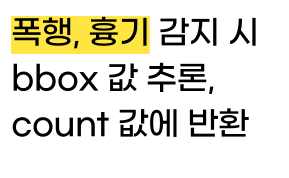 폭행, 흉기 감지 시
bbox 값 추론,
count 값에 반환